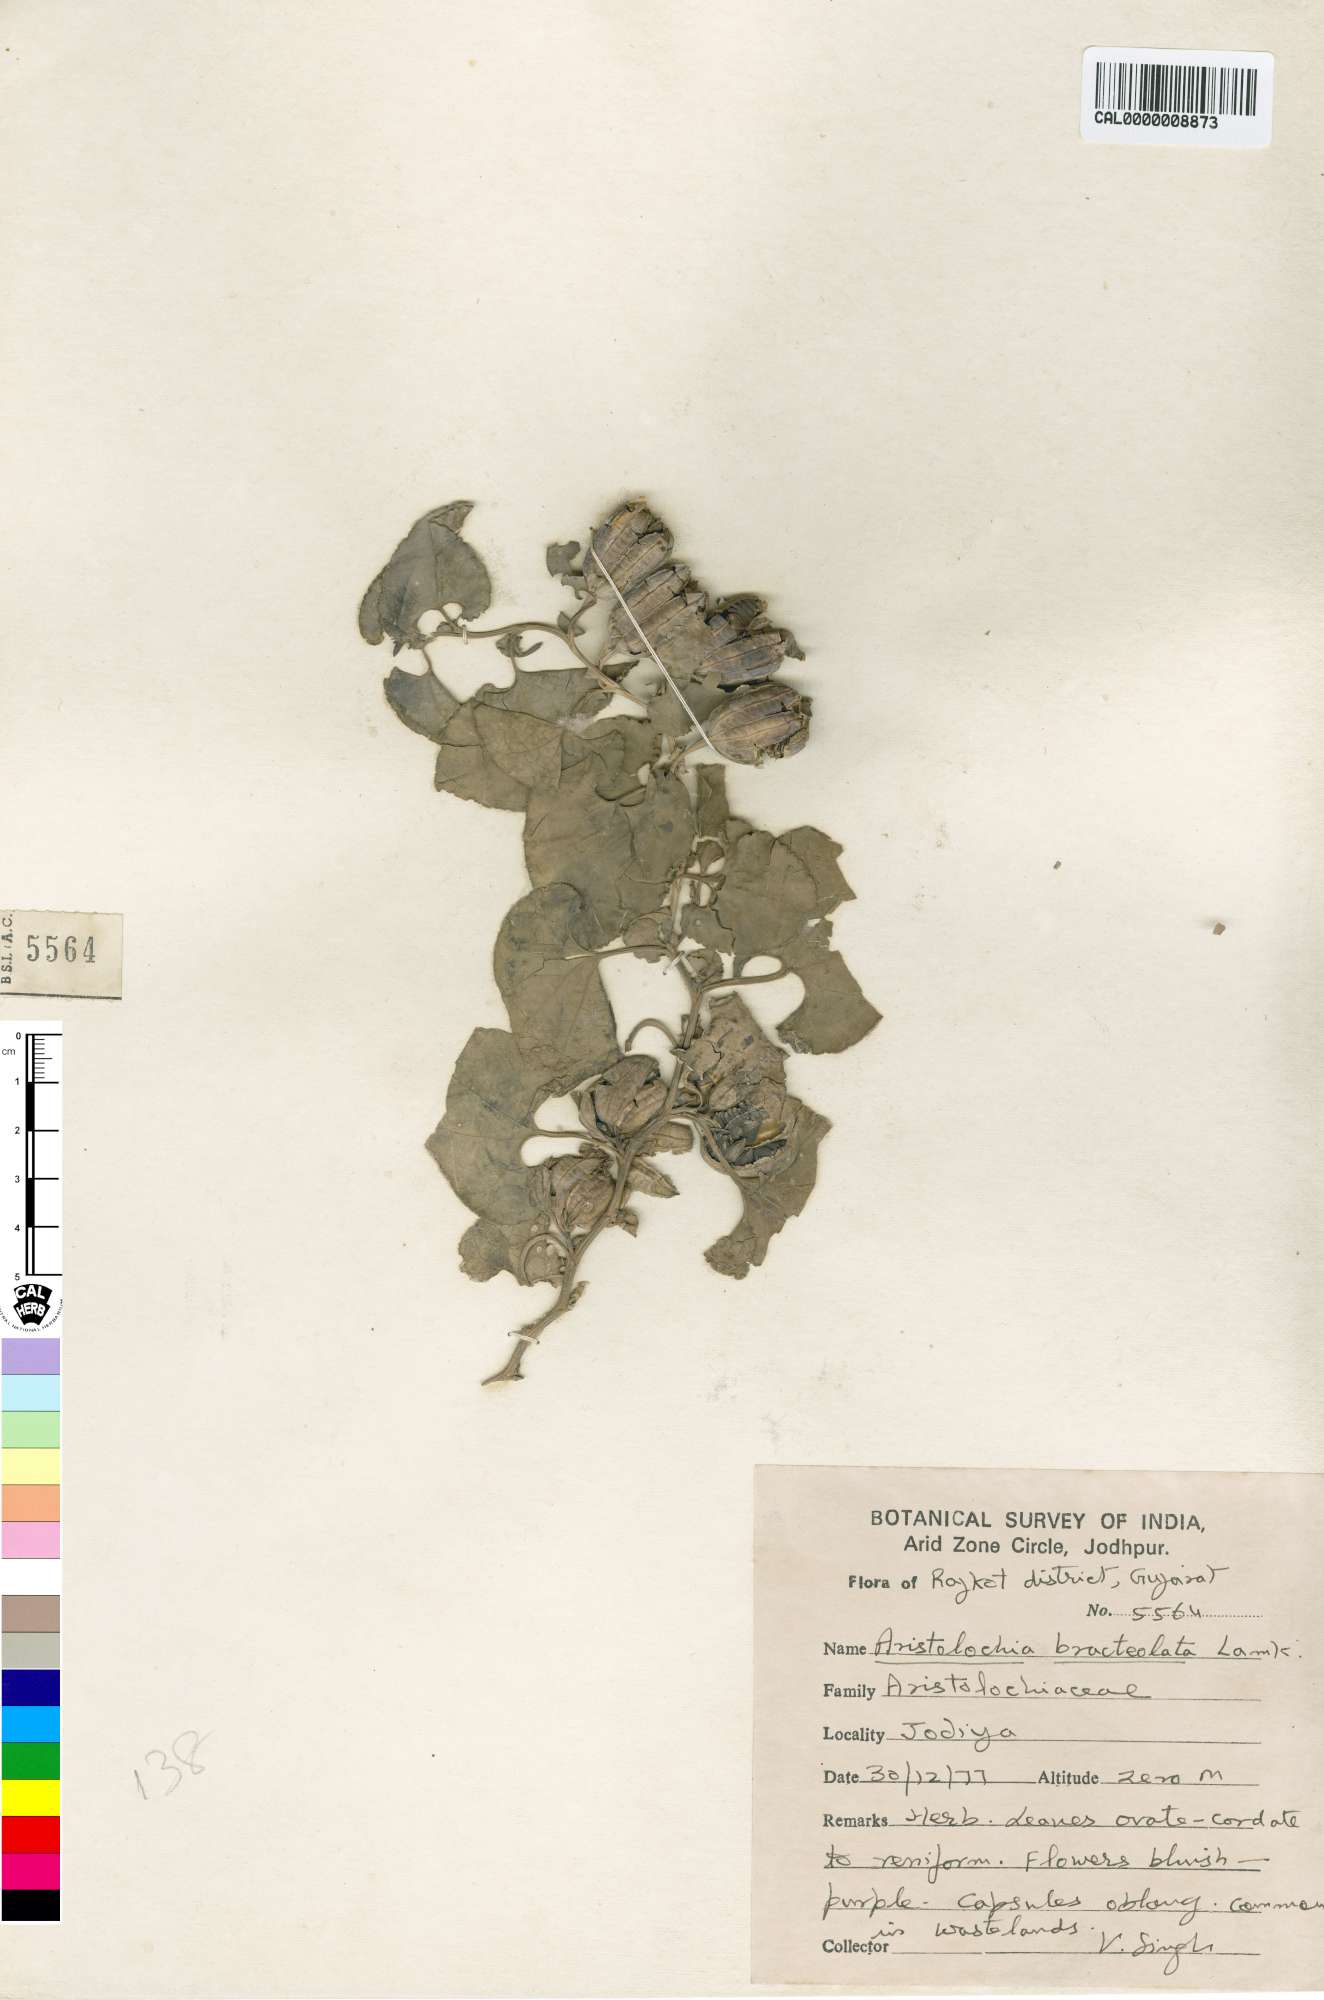 CAL0000008873
B.S.I./A.C. 5564
0
cm
1
2
3
4
5
CAL
HERB
138
BOTANICAL SURVEY OF INDIA,
Arid Zone Circle, Jodhpur.
Flora of Rajkot district, Gujarat
No. 5564
Name Aristolochia bracteolata Lamk.
Family Aristolochiaceae
Locality Jodiya
Date 30/12/77 Altitude Zero M
Remarks Herb. Leaves ovate-cordate
to reniform. Flowers bluish-
purple. Capsules oblong. Common
in wastelands.
Collector V. Singh